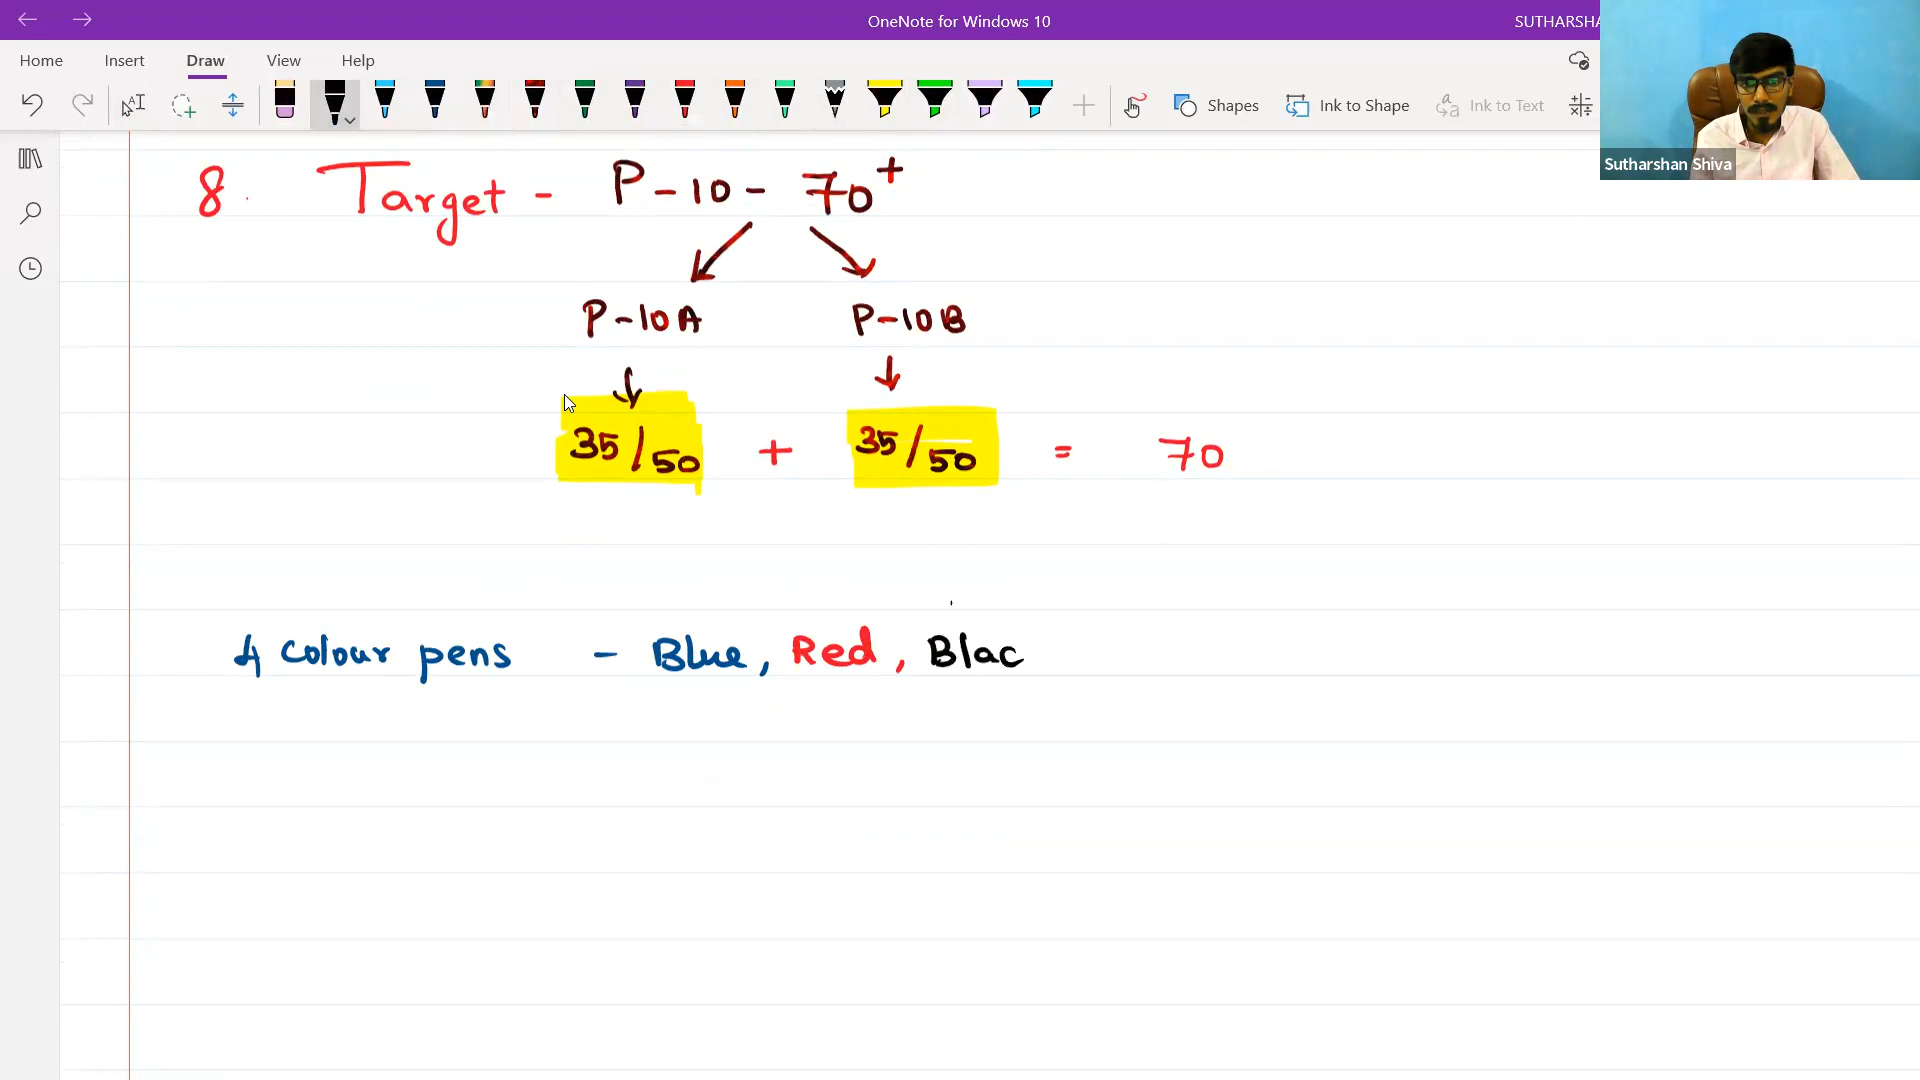 OneNote for Windows 10
SUTHARSHA
Home Insert Draw View Help
Shapes Ink to Shape Ink to Text
Sutharshan Shiva
8. Target - P-10- 70+
P-10A P-10B
35/50 + 35/50 = 70
4 colour pens - Blue, Red, Blac